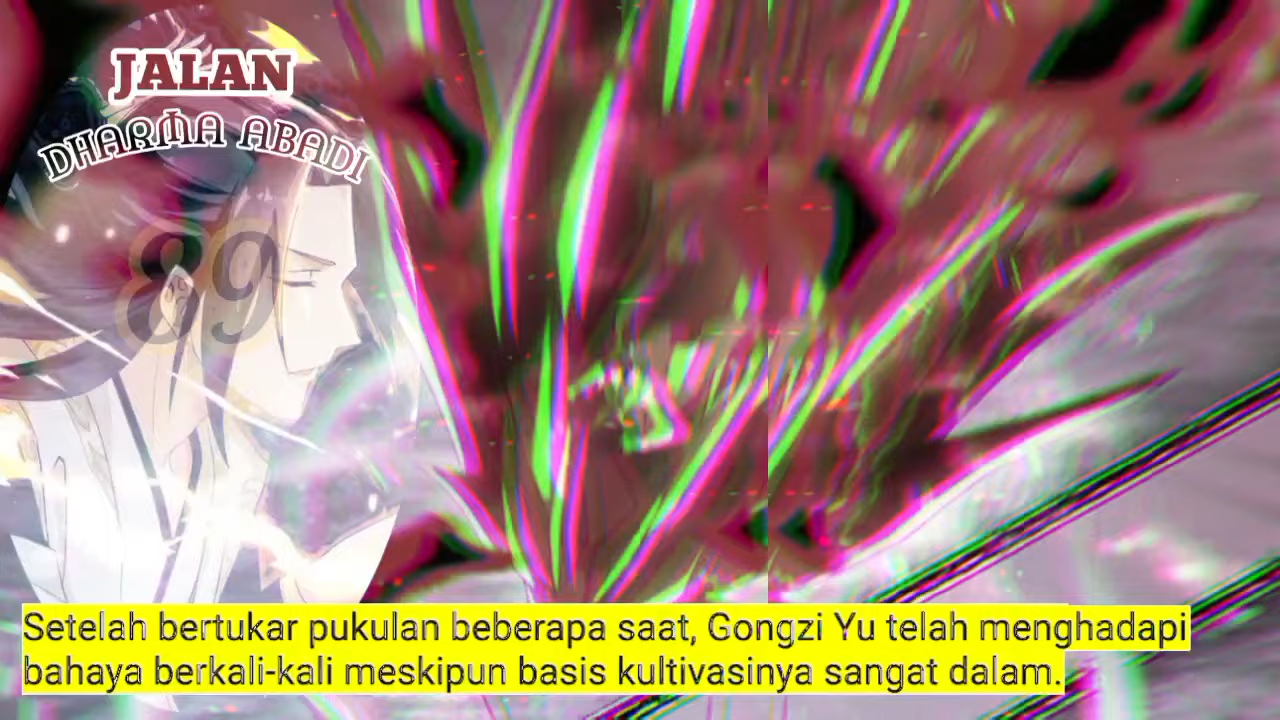 JALAN
DHARMA ABADI
89
Setelah bertukar pukulan beberapa saat, Gongzi Yu telah menghadapi
bahaya berkali-kali meskipun basis kultivasinya sangat dalam.